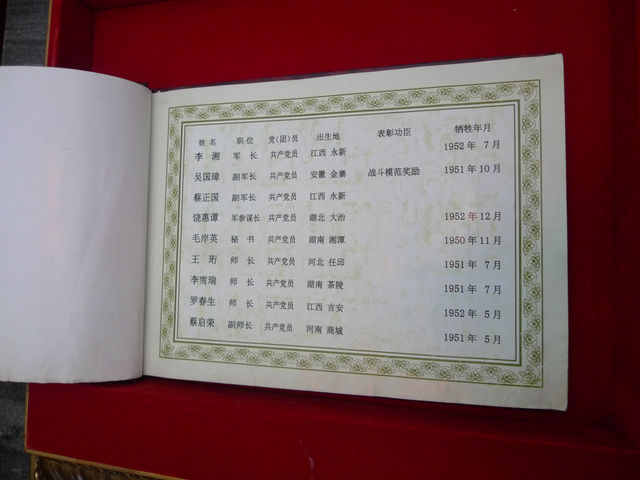 姓名 职位 党(团)员 出生地 表彰功臣 牺牲年月
李湘 军长 共产党员 江西 永新 1952年 7月
吴国璋 副军长 共产党员 安徽 金寨 战斗模范奖励 1951年10月
蔡正国 副军长 共产党员 江西 永新
饶惠谭 军参谋长 共产党员 湖北 大冶 1952年12月
毛岸英 秘书 共产党员 湖南 湘潭 1950年11月
王珩 师长 共产党员 河北 任邱 1951年 7月
李雪瑞 师长 共产党员 湖南 茶陵 1951年 7月
罗春生 师长 共产党员 江西 吉安 1952年 5月
蔡启荣 副师长 共产党员 河南 商城 1951年 5月